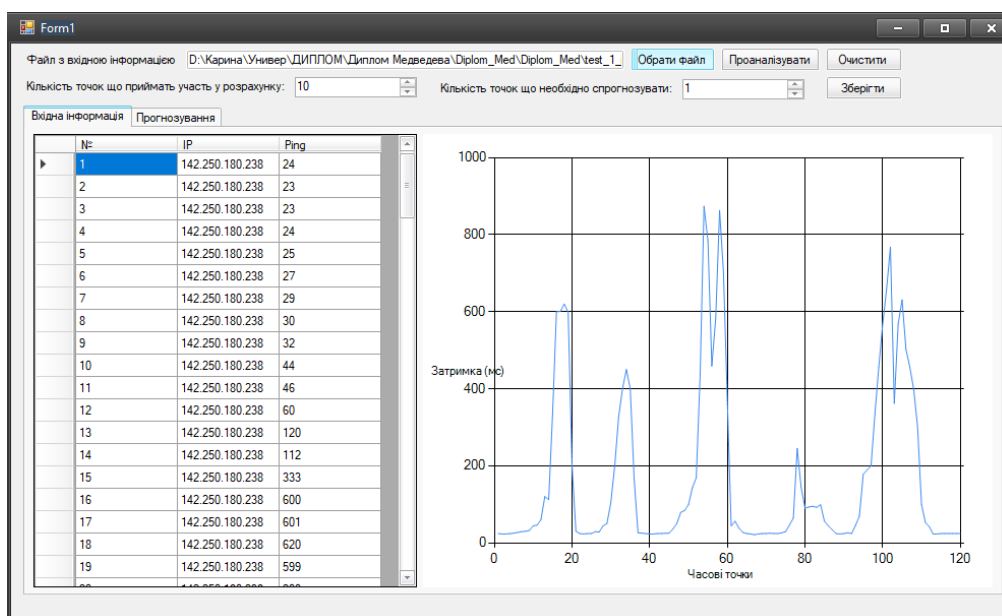 Form1
Файл з вхідною інформацією D:\Карина\Универ\ДИПЛОМ\Диплом Медведева\Diplom_Med\Diplom_Med\test_1_ Обрати файл Проаналізувати Очистити
Кількість точок що приймать участь у розрахунку: 10 Кількість точок що необхідно спрогнозувати: 1 Зберігти
Вхідна інформація Прогнозування
№ IP Ping
1 142.250.180.238 24
2 142.250.180.238 23
3 142.250.180.238 23
4 142.250.180.238 24
5 142.250.180.238 25
6 142.250.180.238 27
7 142.250.180.238 29
8 142.250.180.238 30
9 142.250.180.238 32
10 142.250.180.238 44
11 142.250.180.238 46
12 142.250.180.238 60
13 142.250.180.238 120
14 142.250.180.238 112
15 142.250.180.238 333
16 142.250.180.238 600
17 142.250.180.238 601
18 142.250.180.238 620
19 142.250.180.238 599
1000
800
600
Затримка (мс)
400
200
0
0 20 40 60 80 100 120
Часові точки